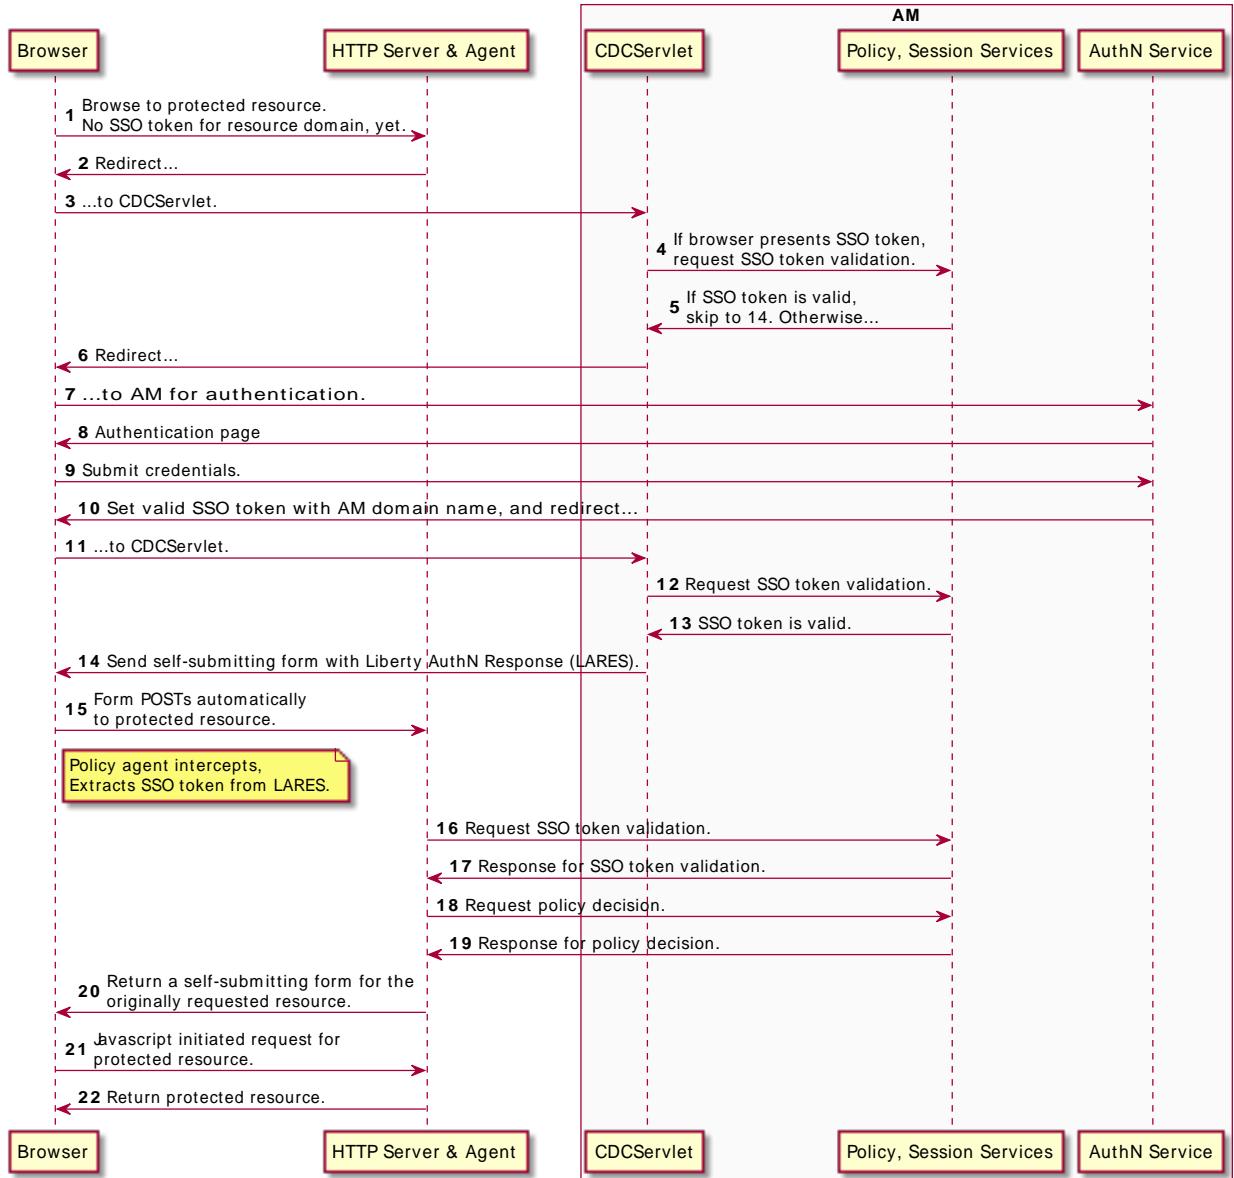 AM
Browser
HTTP Server & Agent
CDCServlet
Policy, Session Services
AuthN Service
1 Browse to protected resource.
No SSO token for resource domain, yet.
2 Redirect...
3 ...to CDCServlet.
4 If browser presents SSO token,
request SSO token validation.
5 If SSO token is valid,
skip to 14. Otherwise...
6 Redirect...
7 ...to AM for authentication.
8 Authentication page
9 Submit credentials.
10 Set valid SSO token with AM domain name, and redirect...
11 ...to CDCServlet.
12 Request SSO token validation.
13 SSO token is valid.
14 Send self-submitting form with Liberty AuthN Response (LARES).
15 Form POSTs automatically
to protected resource.
Policy agent intercepts,
Extracts SSO token from LARES.
16 Request SSO token validation.
17 Response for SSO token validation.
18 Request policy decision.
19 Response for policy decision.
20 Return a self-submitting form for the
originally requested resource.
21 Javascript initiated request for
protected resource.
22 Return protected resource.
Browser
HTTP Server & Agent
CDCServlet
Policy, Session Services
AuthN Service